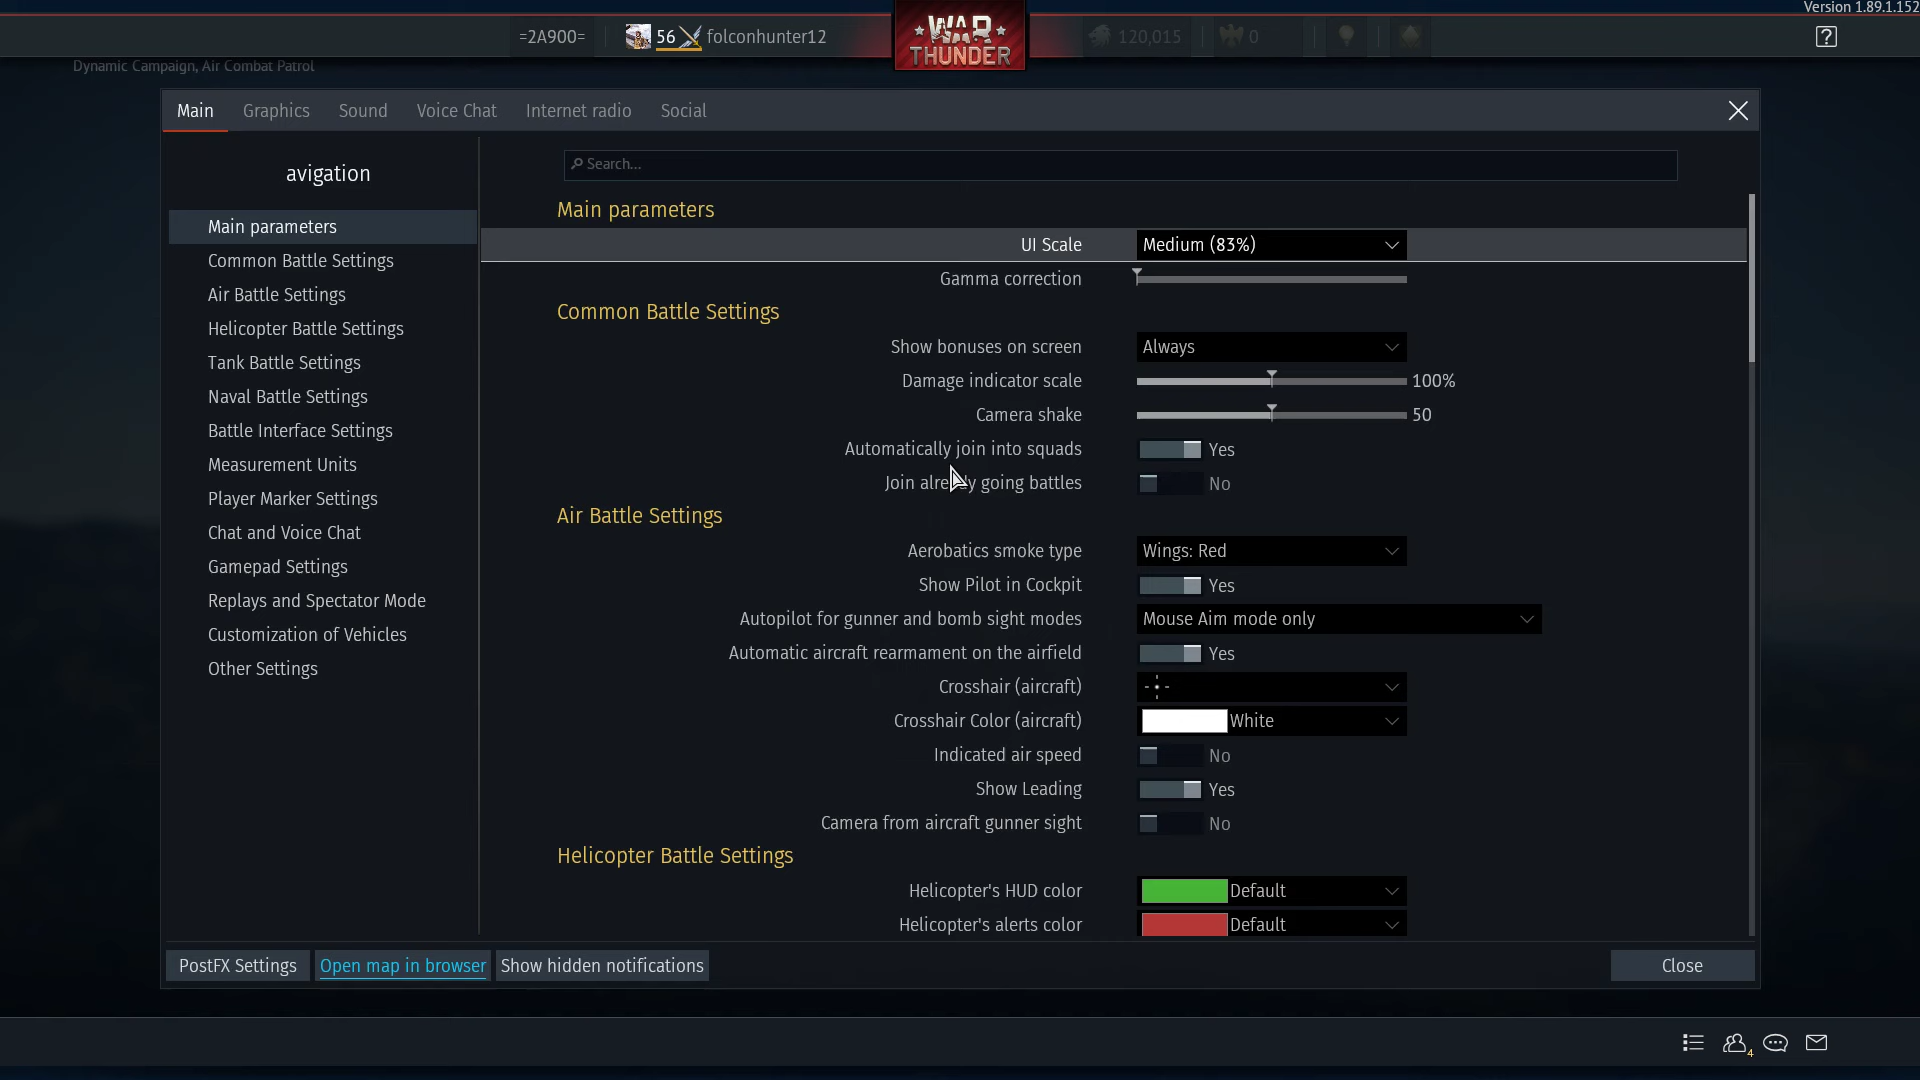 Version 1.89.1.152
=2A900= 56 folconhunter12 WAR THUNDER 120,015 0 ?
Dynamic Campaign, Air Combat Patrol
Main Graphics Sound Voice Chat Internet radio Social
avigation
Main parameters
Common Battle Settings
Air Battle Settings
Helicopter Battle Settings
Tank Battle Settings
Naval Battle Settings
Battle Interface Settings
Measurement Units
Player Marker Settings
Chat and Voice Chat
Gamepad Settings
Replays and Spectator Mode
Customization of Vehicles
Other Settings
Search...
Main parameters
UI Scale Medium (83%)
Gamma correction
Common Battle Settings
Show bonuses on screen Always
Damage indicator scale 100%
Camera shake 50
Automatically join into squads Yes
Join already going battles No
Air Battle Settings
Aerobatics smoke type Wings: Red
Show Pilot in Cockpit Yes
Autopilot for gunner and bomb sight modes Mouse Aim mode only
Automatic aircraft rearmament on the airfield Yes
Crosshair (aircraft)
Crosshair Color (aircraft) White
Indicated air speed No
Show Leading Yes
Camera from aircraft gunner sight No
Helicopter Battle Settings
Helicopter's HUD color Default
Helicopter's alerts color Default
PostFX Settings Open map in browser Show hidden notifications Close
4